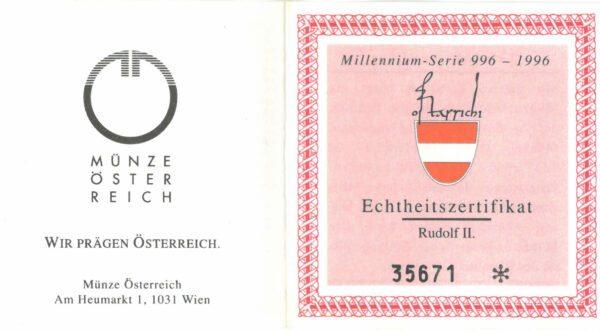 MÜNZE
ÖSTER
REICH
WIR PRÄGEN ÖSTERREICH.
Münze Österreich
Am Heumarkt 1, 1031 Wien
Millennium-Serie 996 – 1996
ostarrichi
Echtheitszertifikat
Rudolf II.
35671 *